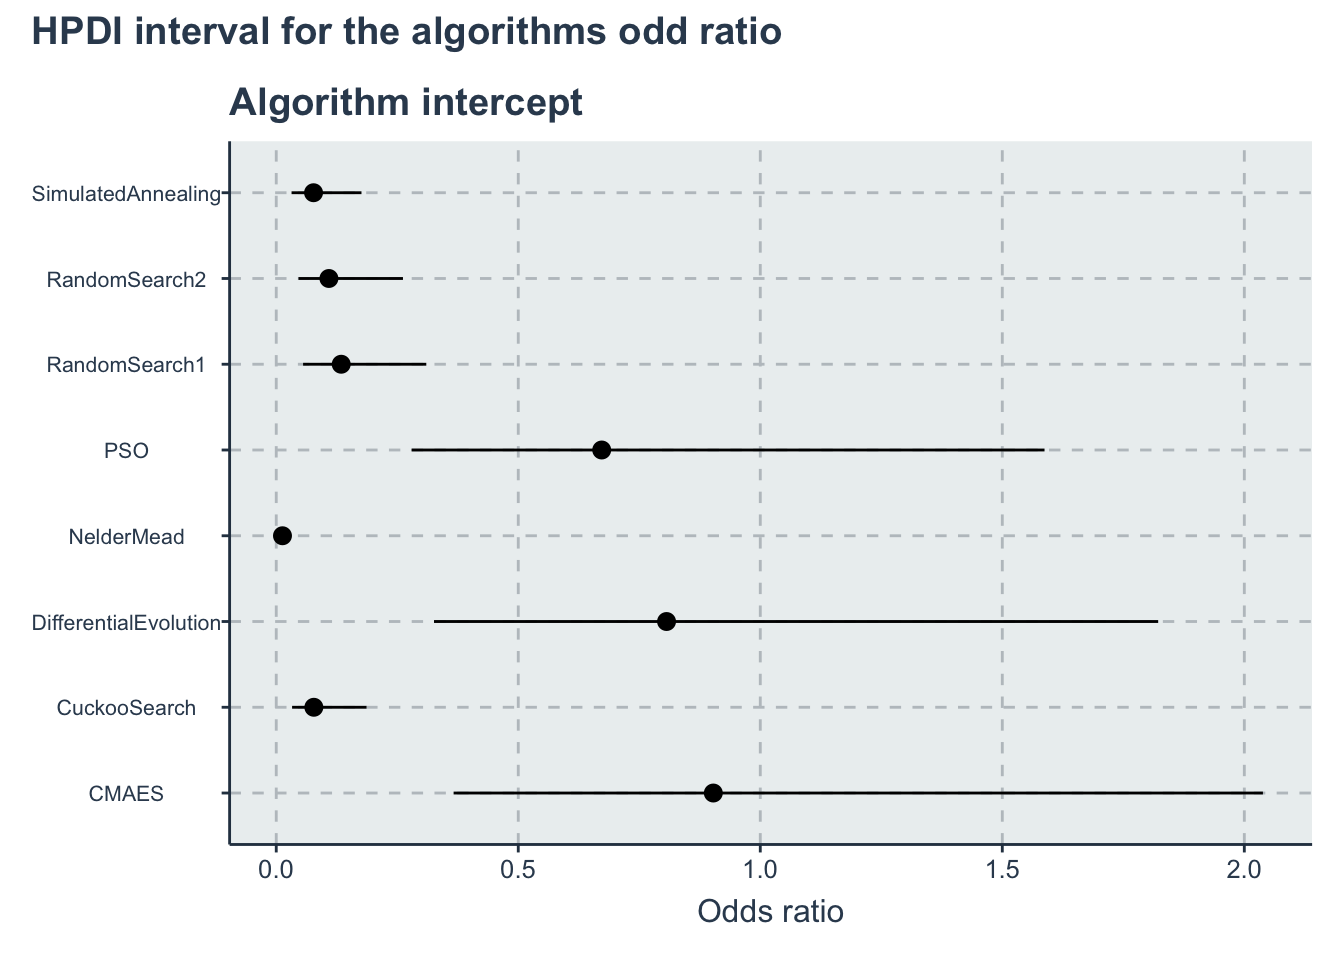 HPDI interval for the algorithms odd ratio
Algorithm intercept
SimulatedAnnealing
RandomSearch2
RandomSearch1
PSO
NelderMead
DifferentialEvolution
CuckooSearch
CMAES
0.0 0.5 1.0 1.5 2.0
Odds ratio